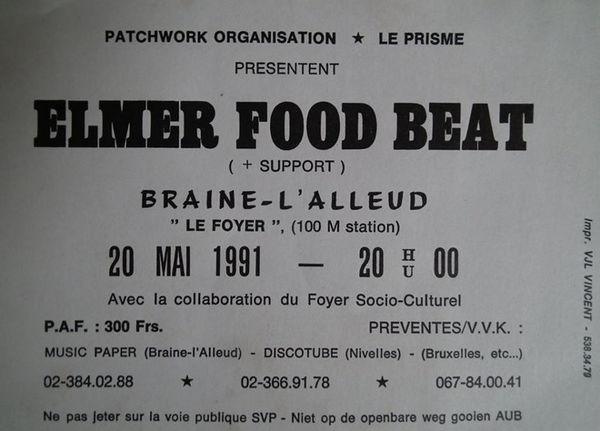 PATCHWORK ORGANISATION ★ LE PRISME
PRESENTENT
ELMER FOOD BEAT
( + SUPPORT )
BRAINE-L'ALLEUD
" LE FOYER ", (100 M station)
20 MAI 1991 — 20 H U 00
Avec la collaboration du Foyer Socio-Culturel
P.A.F. : 300 Frs. PREVENTES/V.V.K. :
MUSIC PAPER (Braine-l'Alleud) - DISCOTUBE (Nivelles) - (Bruxelles, etc...)
02-384.02.88 ★ 02-366.91.78 ★ 067-84.00.41
Ne pas jeter sur la voie publique SVP - Niet op de openbare weg gooien AUB
Impr. VJL VINCENT - 538.34.79